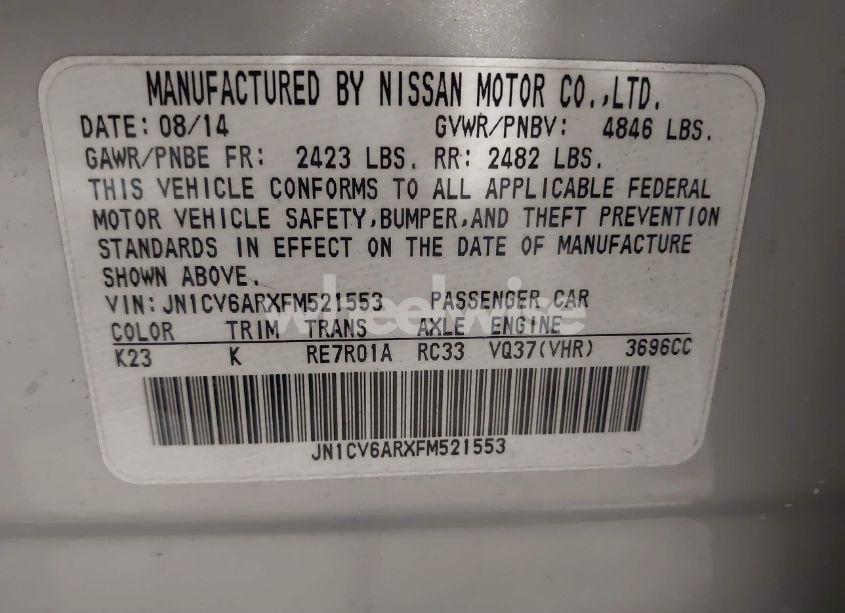 MANUFACTURED BY NISSAN MOTOR CO.,LTD.
DATE: 08/14 GVWR/PNBV: 4846 LBS.
GAWR/PNBE FR: 2423 LBS. RR: 2482 LBS.
THIS VEHICLE CONFORMS TO ALL APPLICABLE FEDERAL
MOTOR VEHICLE SAFETY,BUMPER,AND THEFT PREVENTION
STANDARDS IN EFFECT ON THE DATE OF MANUFACTURE
SHOWN ABOVE.
VIN:JN1CV6ARXFM521553 PASSENGER CAR
wheelwise
COLOR TRIM TRANS AXLE ENGINE
K23 K RE7R01A RC33 VQ37(VHR) 3696CC
JN1CV6ARXFM521553